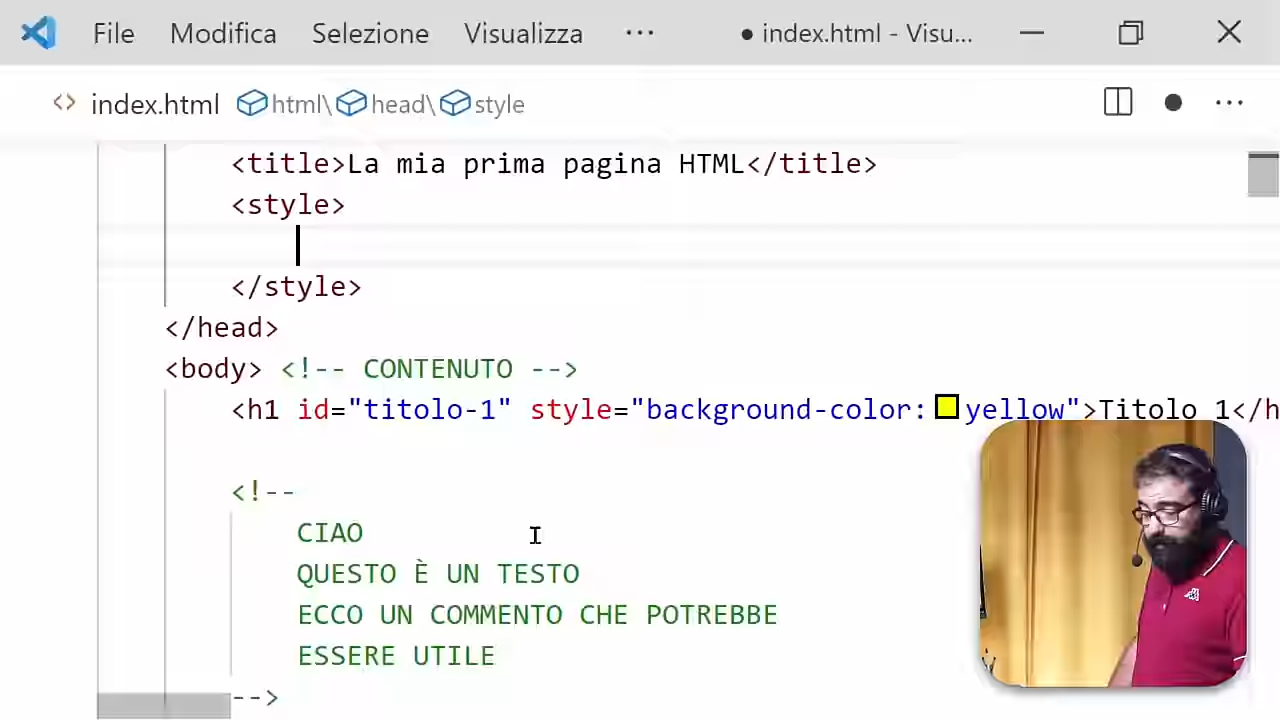 File Modifica Selezione Visualizza ··· ● index.html - Visu...
<> index.html html\ head\ style ···
<title>La mia prima pagina HTML</title>
<style>
</style>
</head>
<body> <!-- CONTENUTO -->
<h1 id="titolo-1" style="background-color:yellow">Titolo 1</h
<!--
CIAO
QUESTO È UN TESTO
ECCO UN COMMENTO CHE POTREBBE
ESSERE UTILE
-->